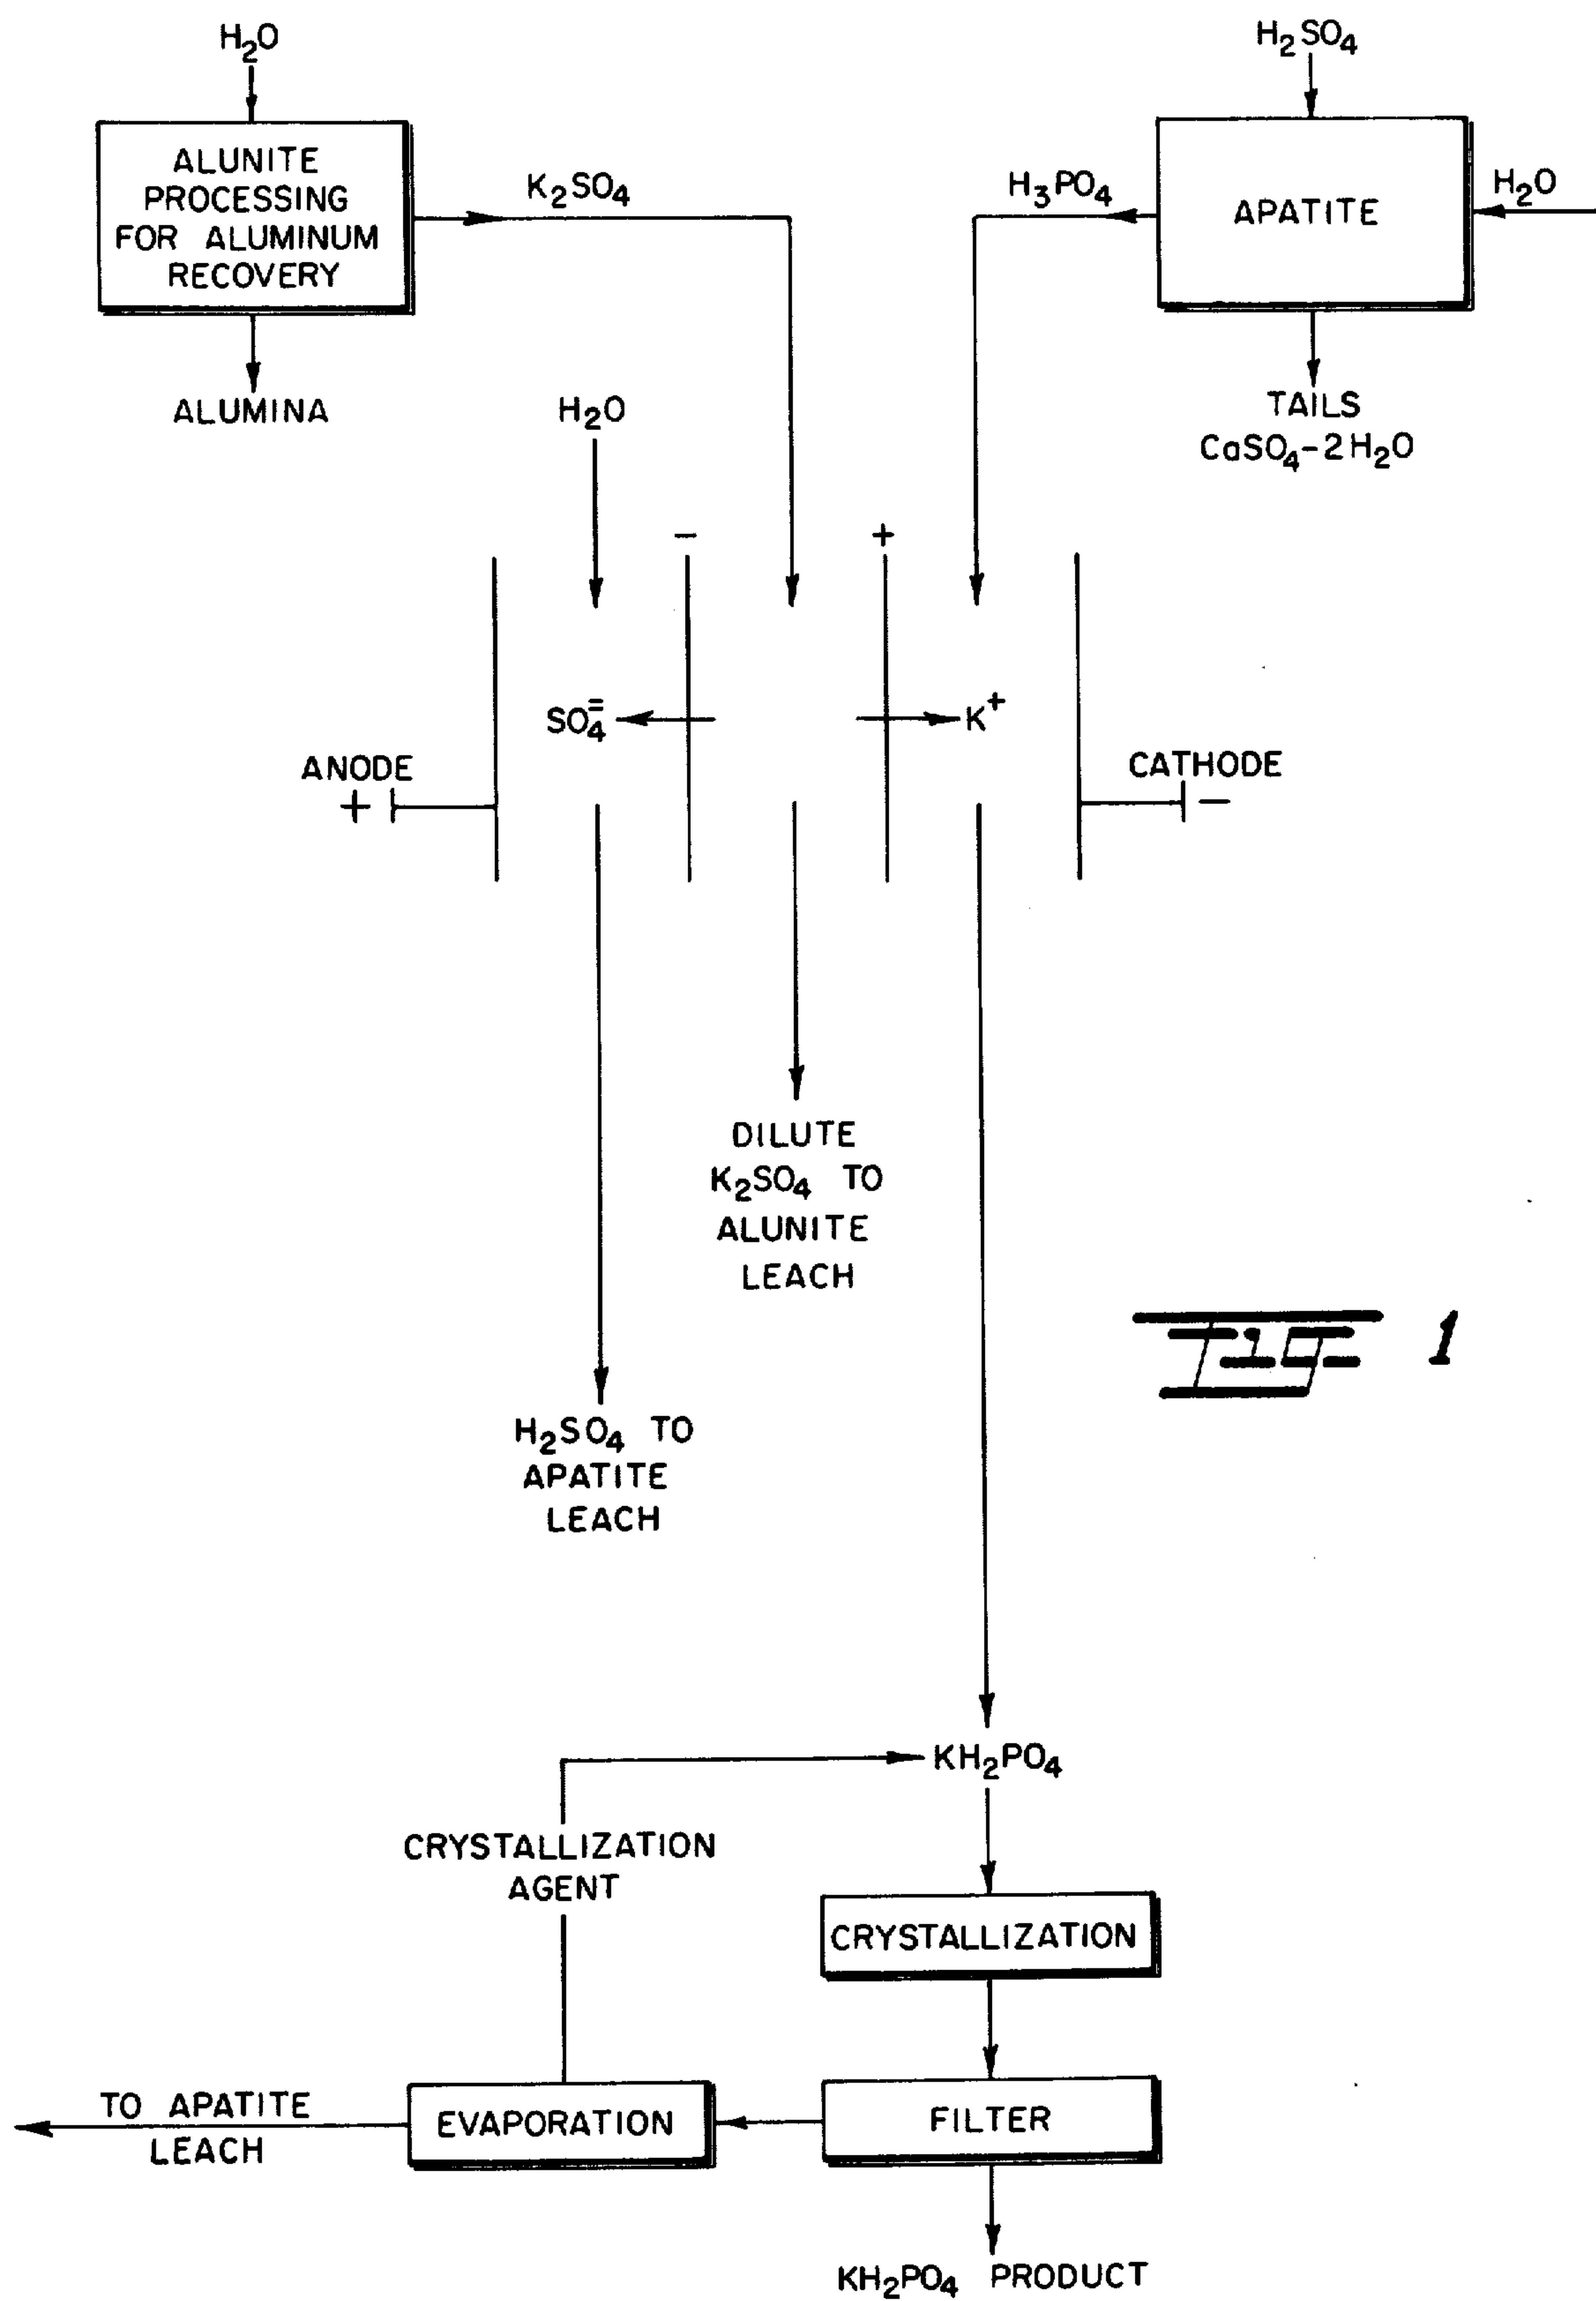 H₂O
ALUNITE
PROCESSING
FOR ALUMINUM
RECOVERY
K₂SO₄
ALUMINA
H₂SO₄
H₃PO₄
APATITE
H₂O
TAILS
CaSO₄-2H₂O
H₂O
-
+
SO₄⁼
K⁺
ANODE
+
CATHODE
-
DILUTE
K₂SO₄ TO
ALUNITE
LEACH
H₂SO₄ TO
APATITE
LEACH
Fig. 1
KH₂PO₄
CRYSTALLIZATION
AGENT
CRYSTALLIZATION
TO APATITE
LEACH
EVAPORATION
FILTER
KH₂PO₄ PRODUCT